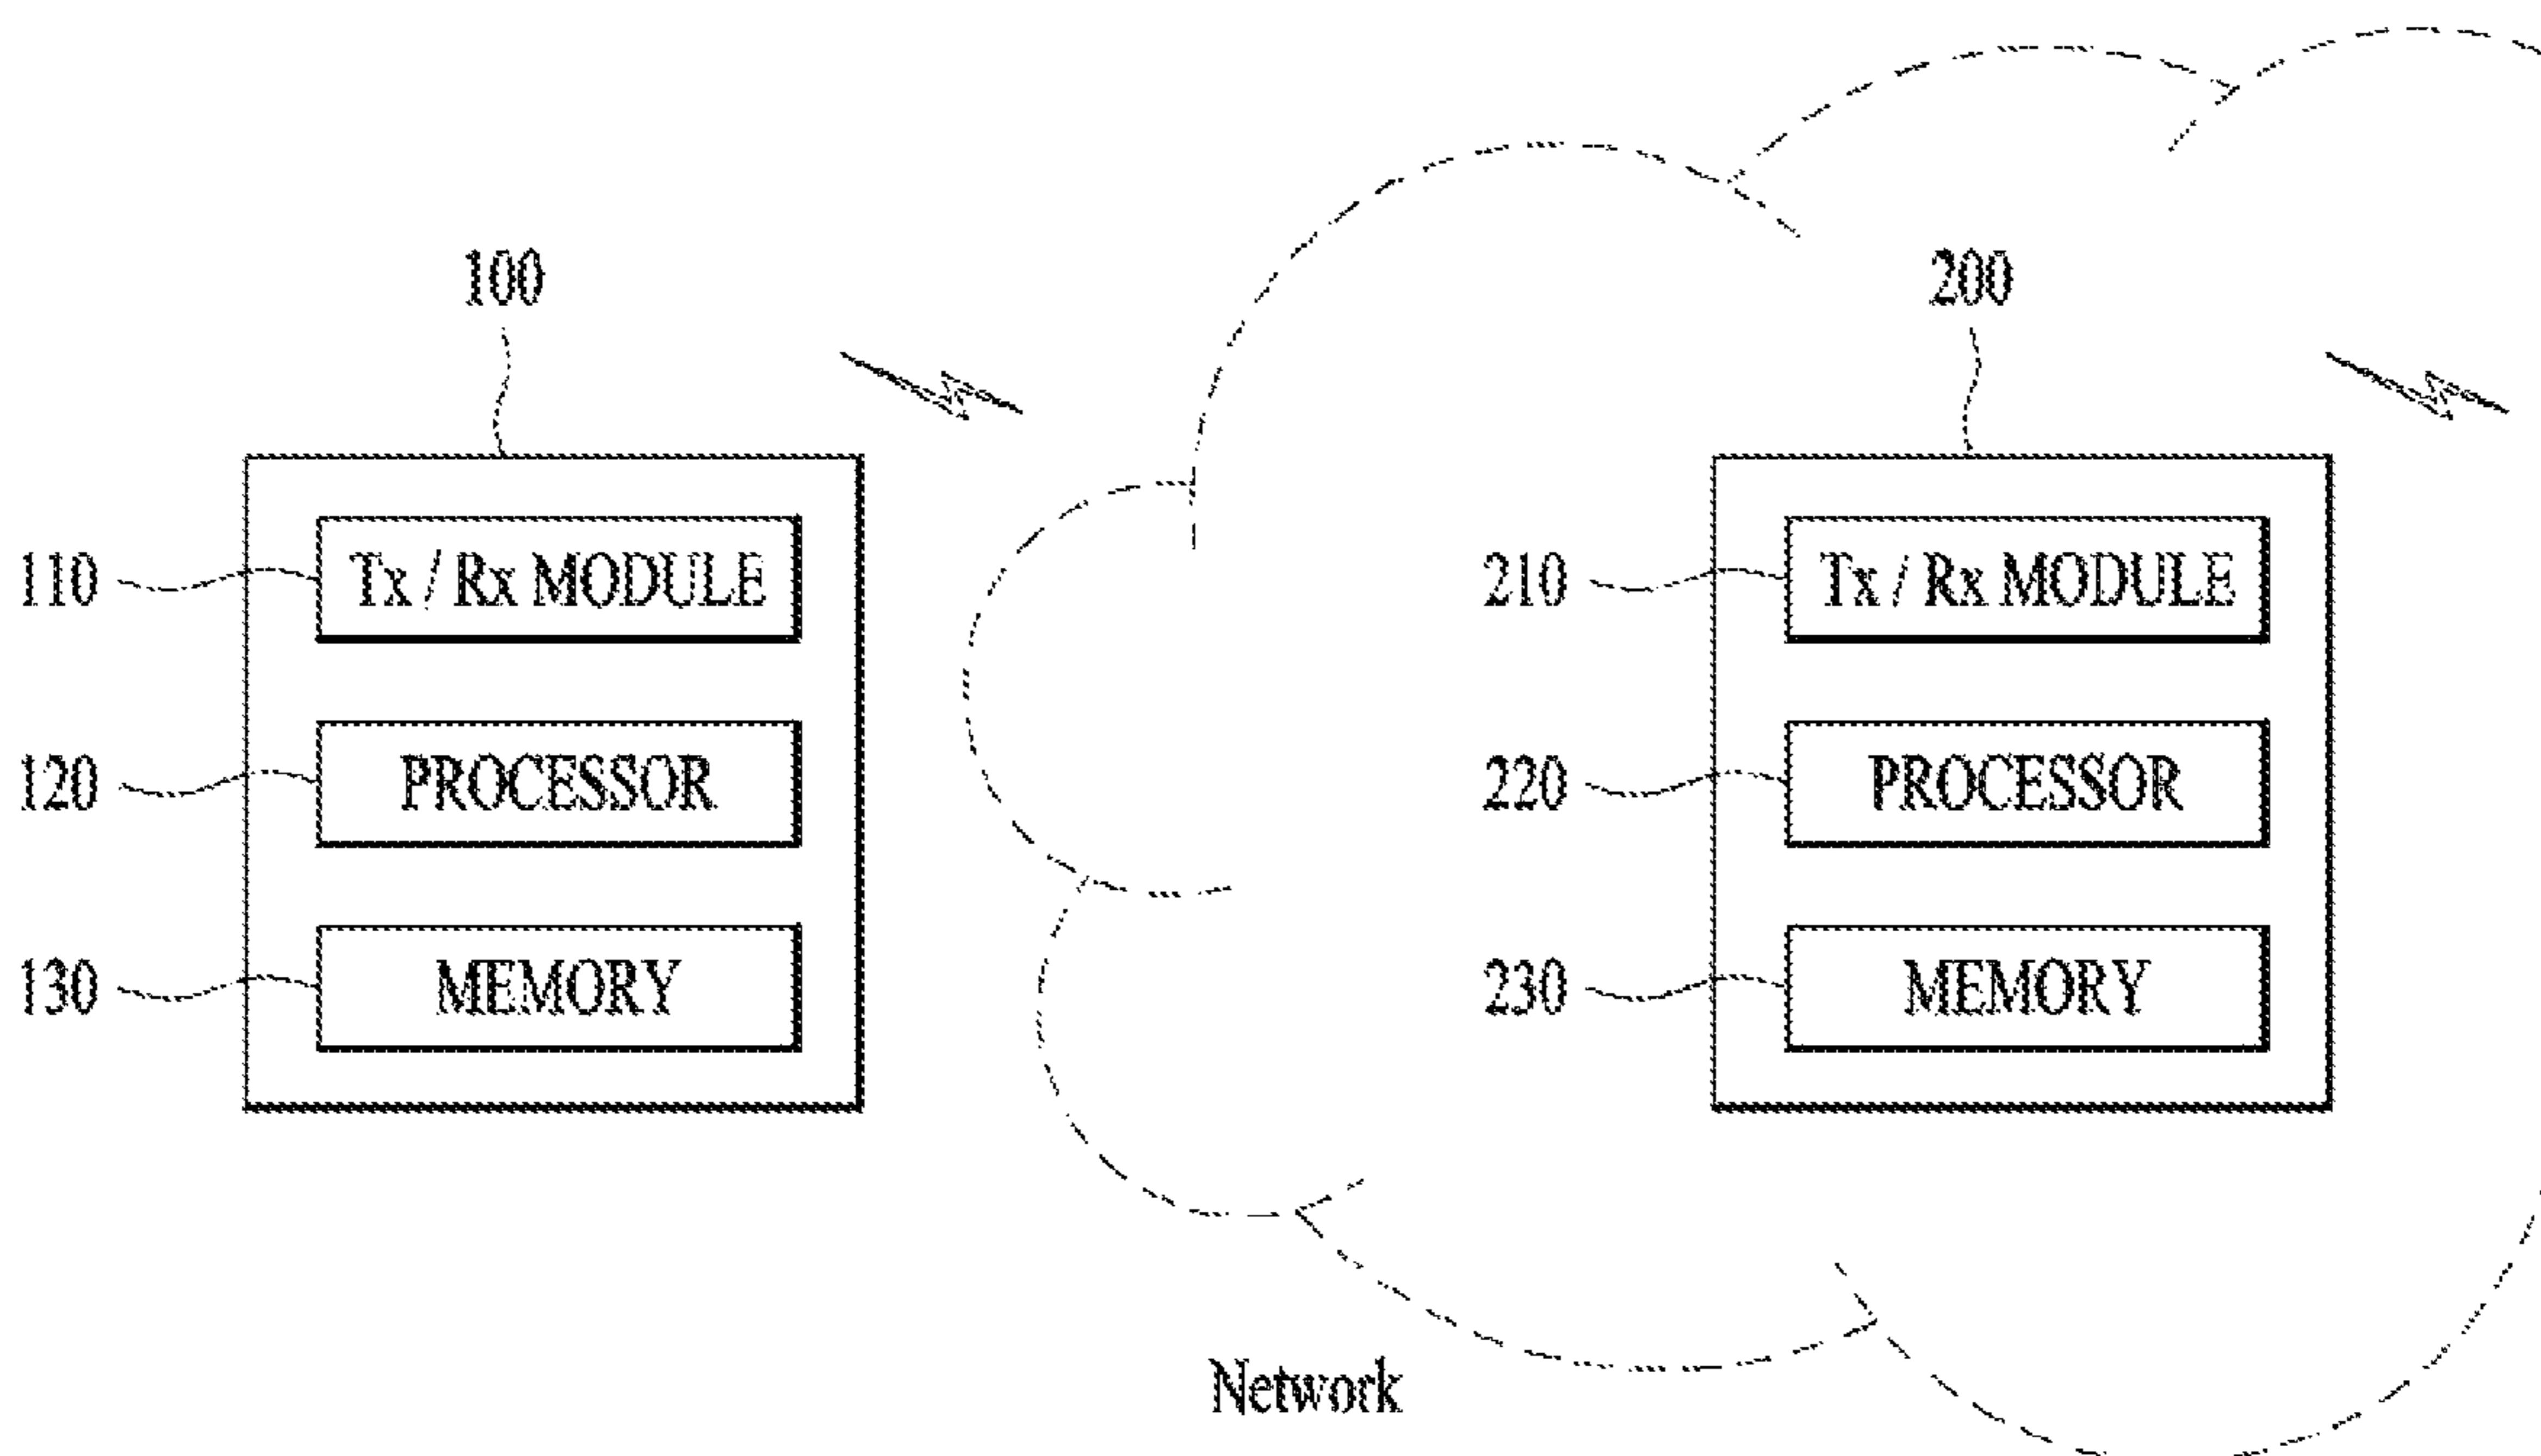 100
200
110
Tx / Rx MODULE
210
Tx / Rx MODULE
120
PROCESSOR
220
PROCESSOR
130
MEMORY
230
MEMORY
Network